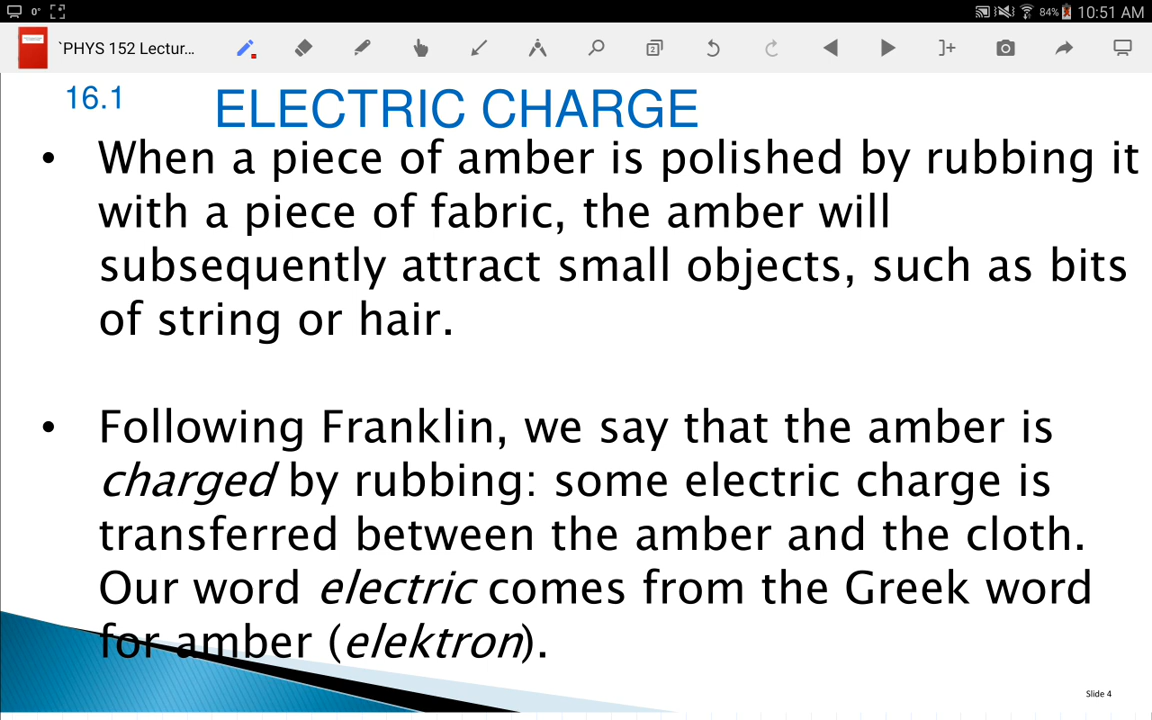 0° 84% 10:51 AM
`PHYS 152 Lectur... 2
16.1 ELECTRIC CHARGE
• When a piece of amber is polished by rubbing it
with a piece of fabric, the amber will
subsequently attract small objects, such as bits
of string or hair.
• Following Franklin, we say that the amber is
charged by rubbing: some electric charge is
transferred between the amber and the cloth.
Our word electric comes from the Greek word
for amber (elektron).
Slide 4